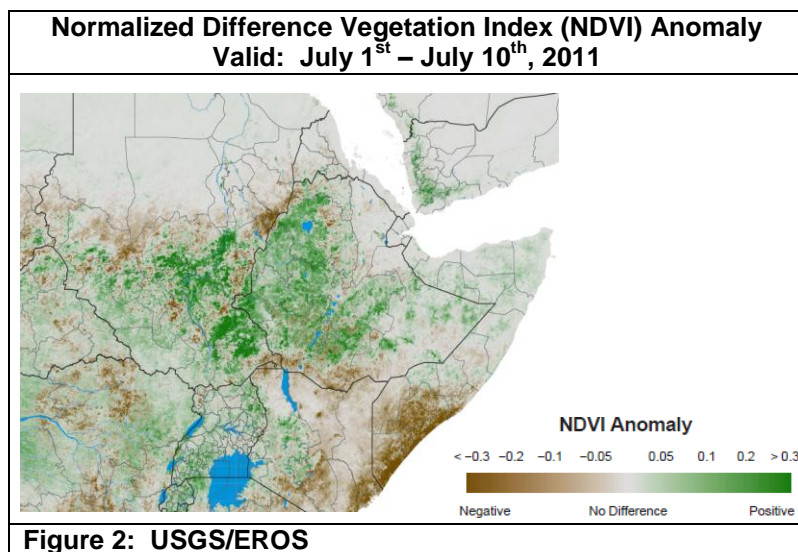 Normalized Difference Vegetation Index (NDVI) Anomaly
Valid: July 1st – July 10th, 2011
NDVI Anomaly
< −0.3 −0.2 −0.1 −0.05 0.05 0.1 0.2 > 0.3
Negative No Difference Positive
Figure 2: USGS/EROS